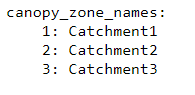 canopy_zone_names:
    1: Catchment1
    2: Catchment2
    3: Catchment3